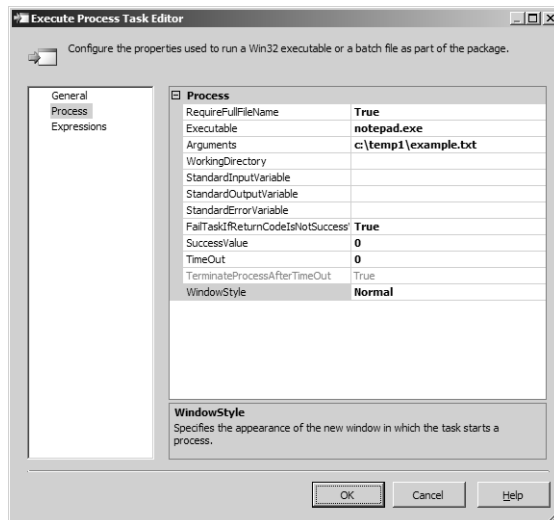 Execute Process Task Editor
Configure the properties used to run a Win32 executable or a batch file as part of the package.
General
Process
Expressions
Process
RequireFullFileName True
Executable notepad.exe
Arguments c:\temp1\example.txt
WorkingDirectory
StandardInputVariable
StandardOutputVariable
StandardErrorVariable
FailTaskIfReturnCodeIsNotSuccess True
SuccessValue 0
TimeOut 0
TerminateProcessAfterTimeOut True
WindowStyle Normal
WindowStyle
Specifies the appearance of the new window in which the task starts a
process.
OK Cancel Help